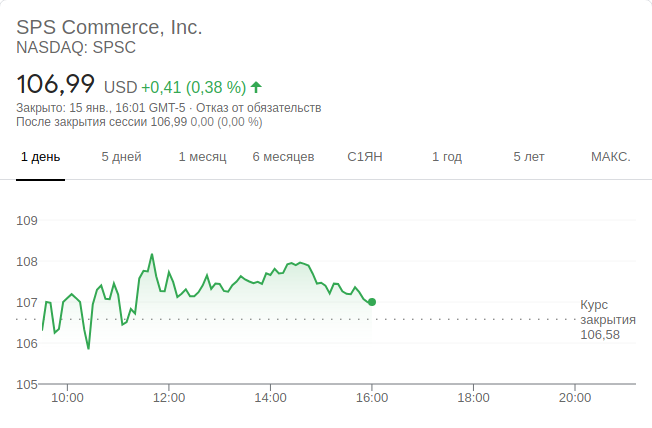 SPS Commerce, Inc.
NASDAQ: SPSC
106,99 USD +0,41 (0,38 %)
Закрыто: 15 янв., 16:01 GMT-5 · Отказ от обязательств
После закрытия сессии 106,99 0,00 (0,00 %)
1 день 5 дней 1 месяц 6 месяцев С1ЯН 1 год 5 лет МАКС.
109
108
107
106
105
Курс
закрытия
106,58
10:00 12:00 14:00 16:00 18:00 20:00